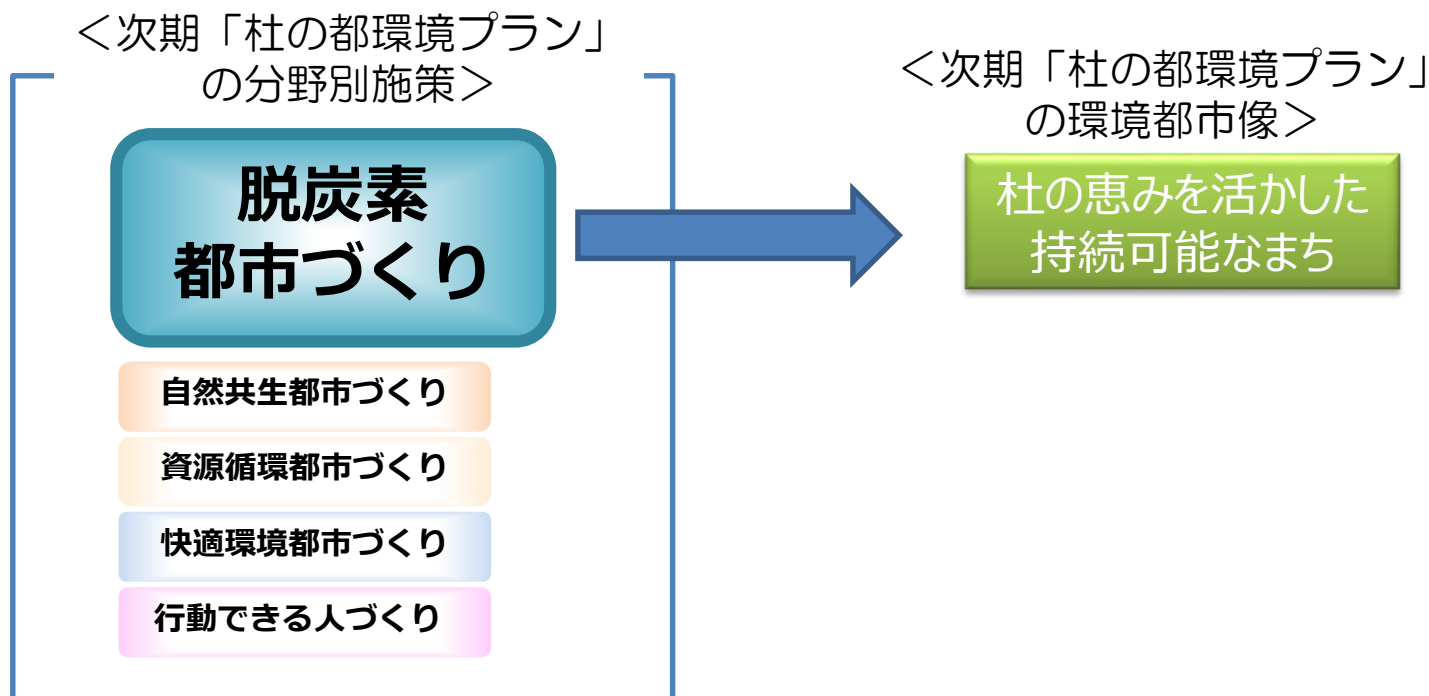 ＜次期「杜の都環境プラン」
の分野別施策＞
脱炭素
都市づくり
自然共生都市づくり
資源循環都市づくり
快適環境都市づくり
行動できる人づくり
＜次期「杜の都環境プラン」
の環境都市像＞
杜の恵みを活かした
持続可能なまち